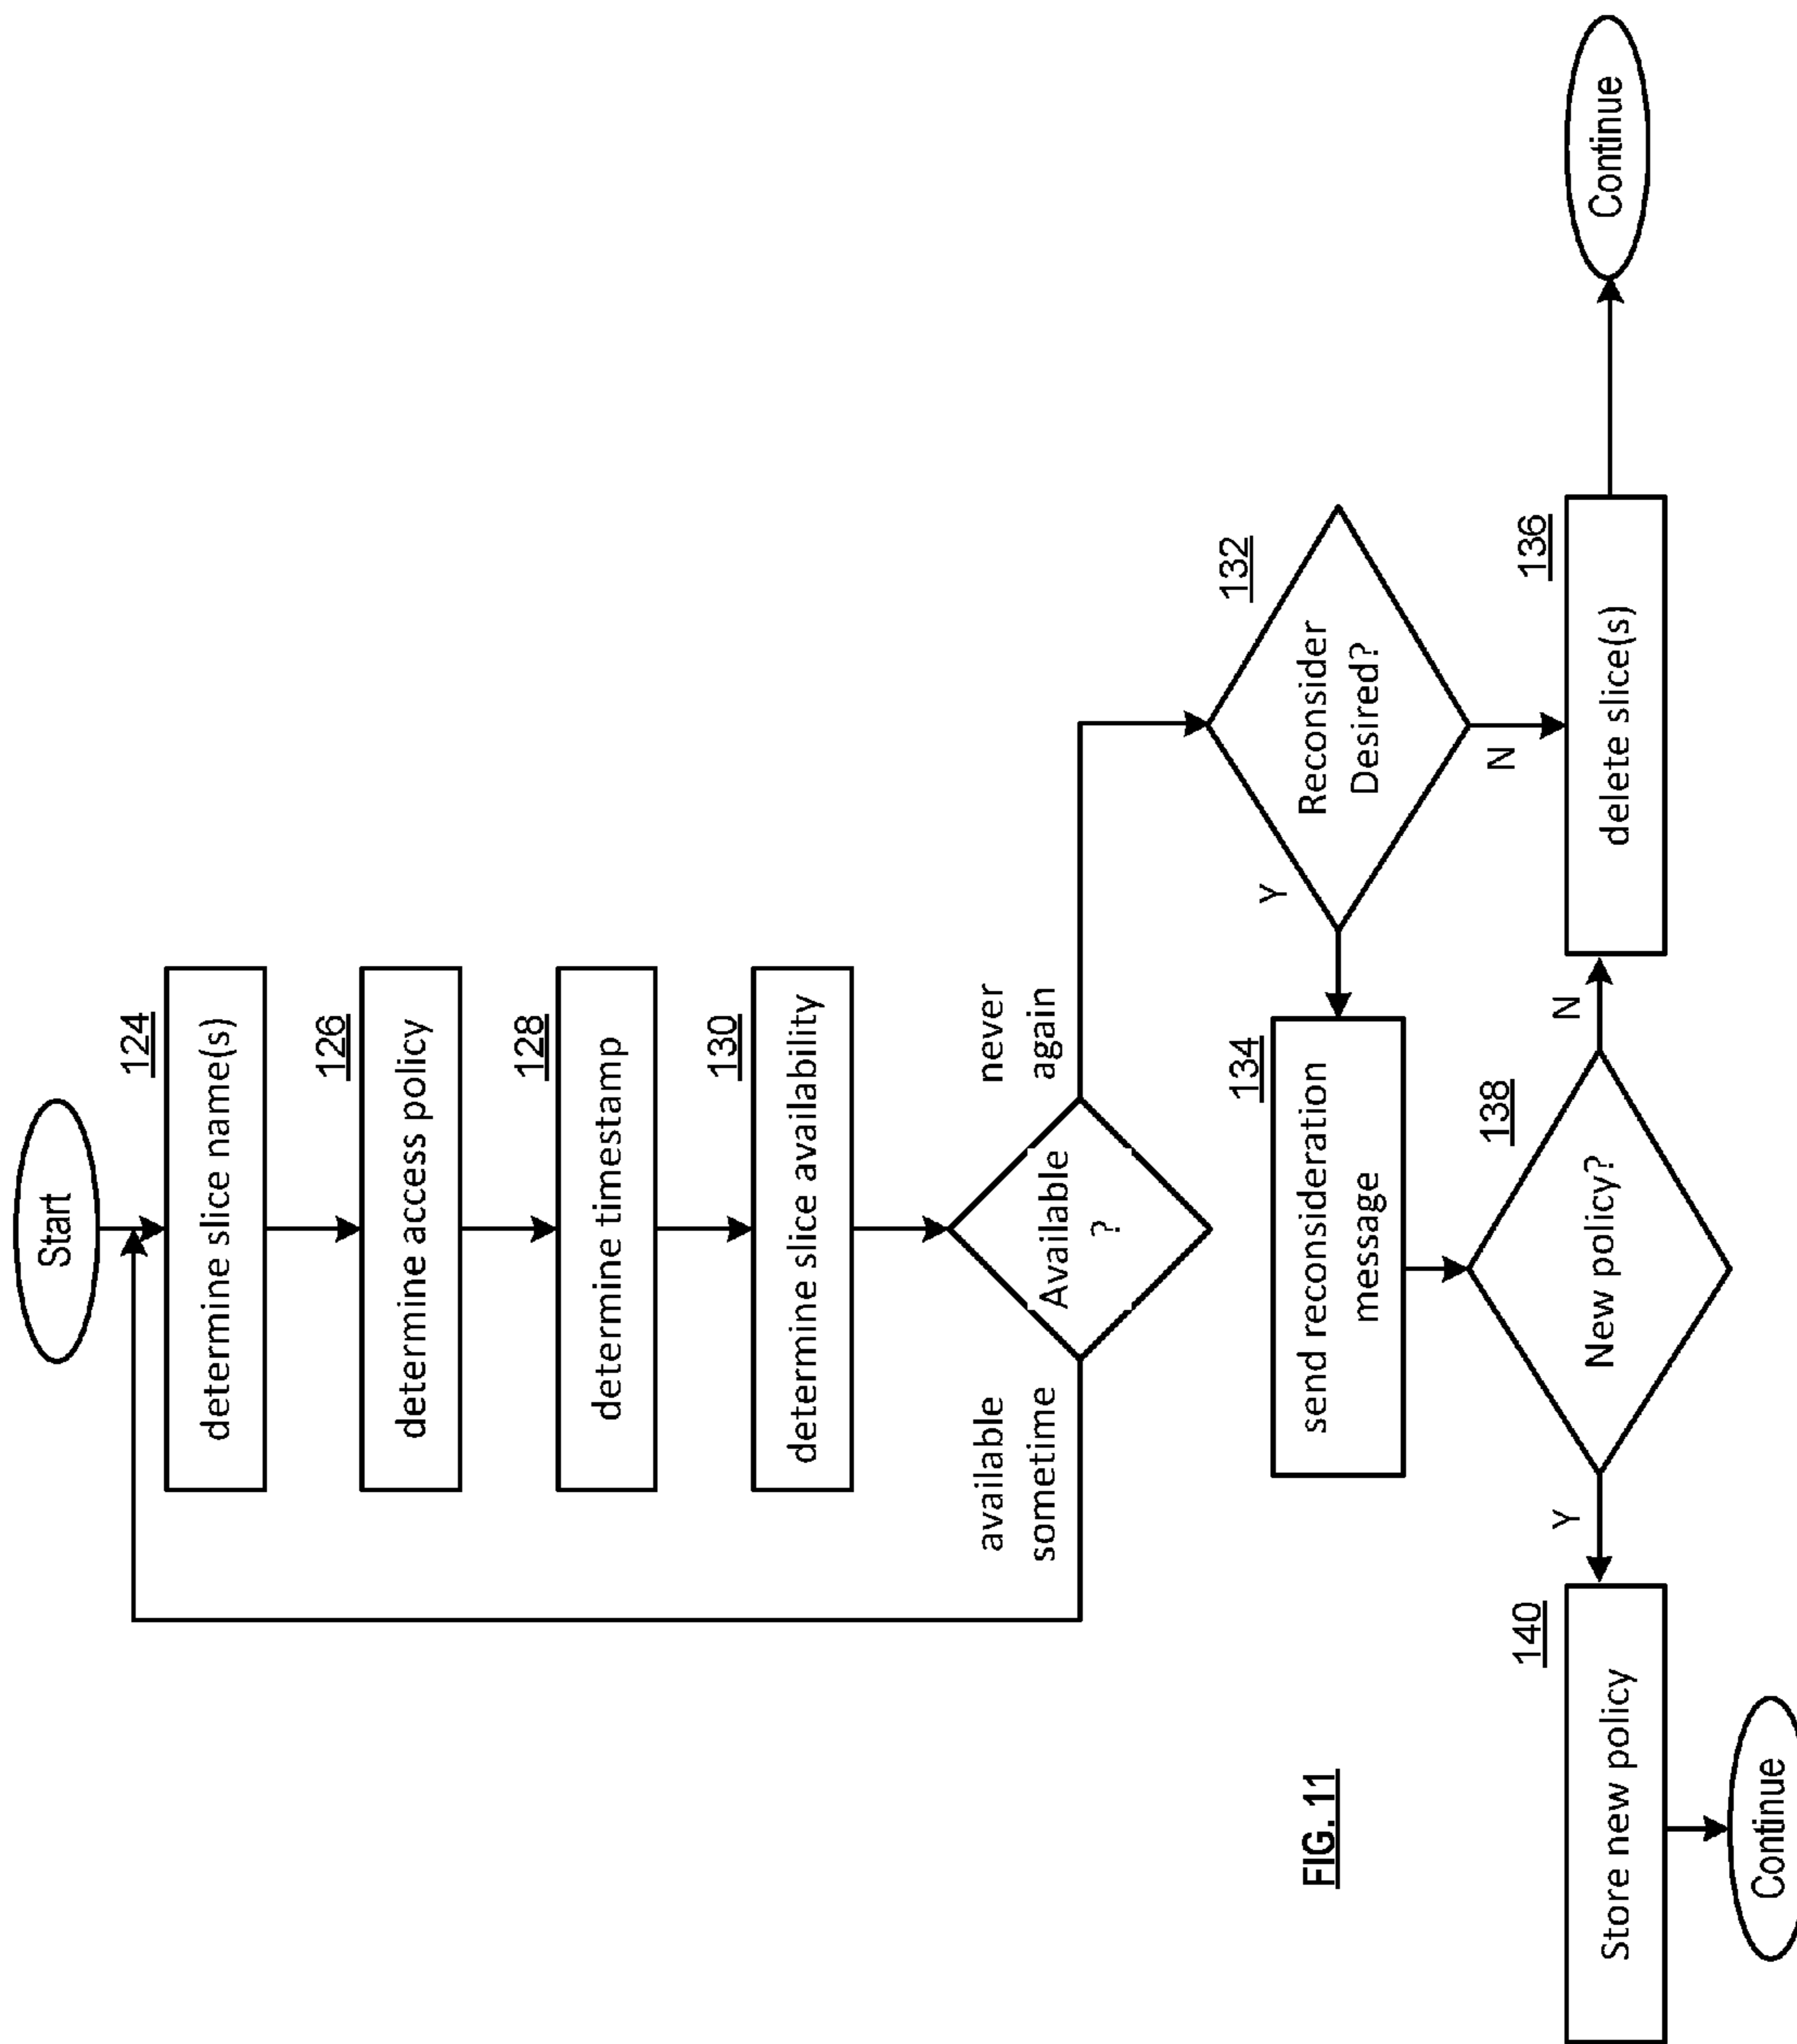 Start
124
determine slice name(s)
126
determine access policy
128
determine timestamp
130
determine slice availability
Available
?
available
sometime
never
again
132
Reconsider
Desired?
Y
N
134
send reconsideration
message
136
delete slice(s)
Continue
138
New policy?
Y
N
140
Store new policy
Continue
FIG. 11